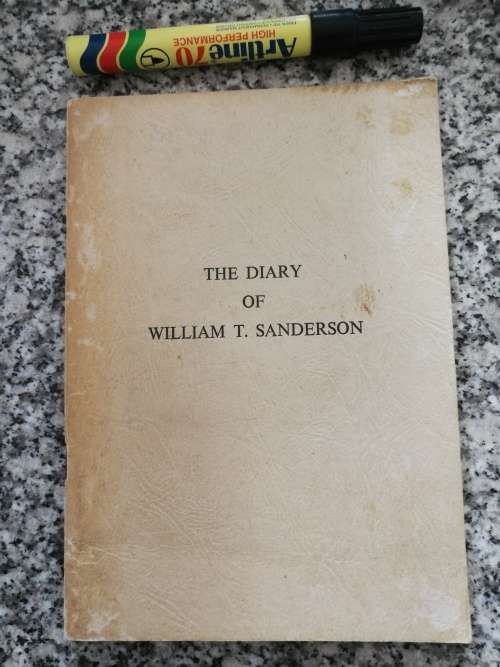 Artline 70
HIGH PERFORMANCE
THE DIARY
OF
WILLIAM T. SANDERSON